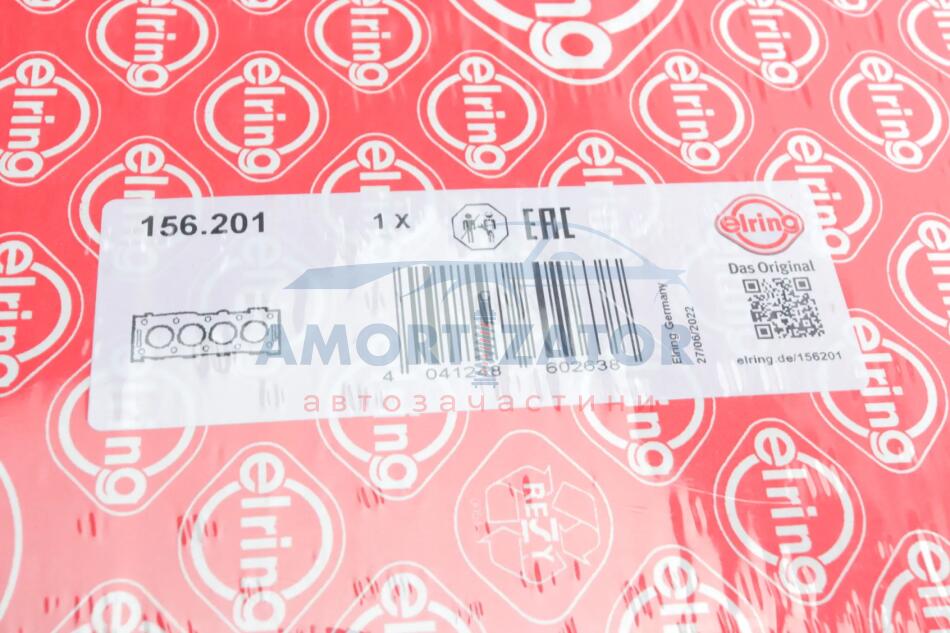 156.201
1 X
EAC
elring
Das Original
elring.de/156201
Elring Germany
27/06/2022
4 041248 602638
AMORTIZATOR
автозапчастини
RESY
elring